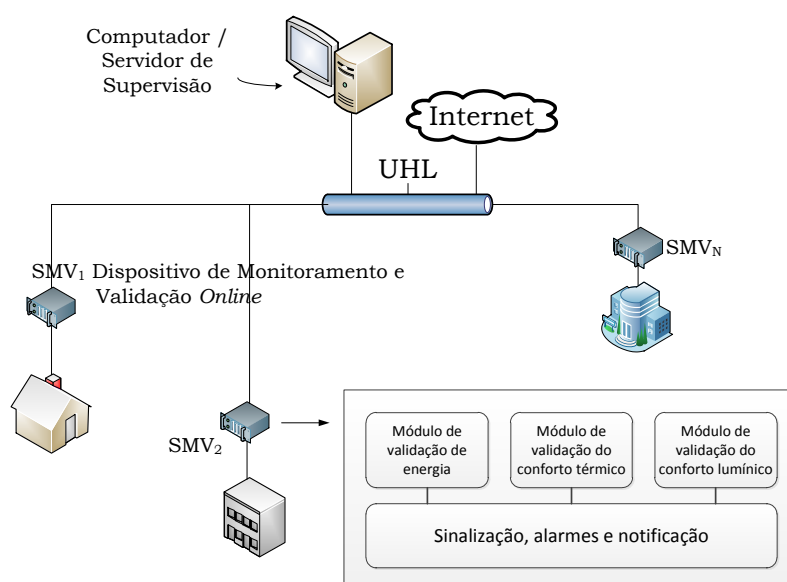 Computador /
Servidor de
Supervisão
Internet
UHL
SMV₁ Dispositivo de Monitoramento e
Validação Online
SMV_N
SMV₂
Módulo de
validação de
energia
Módulo de
validação do
conforto térmico
Módulo de
validação do
conforto lumínico
Sinalização, alarmes e notificação